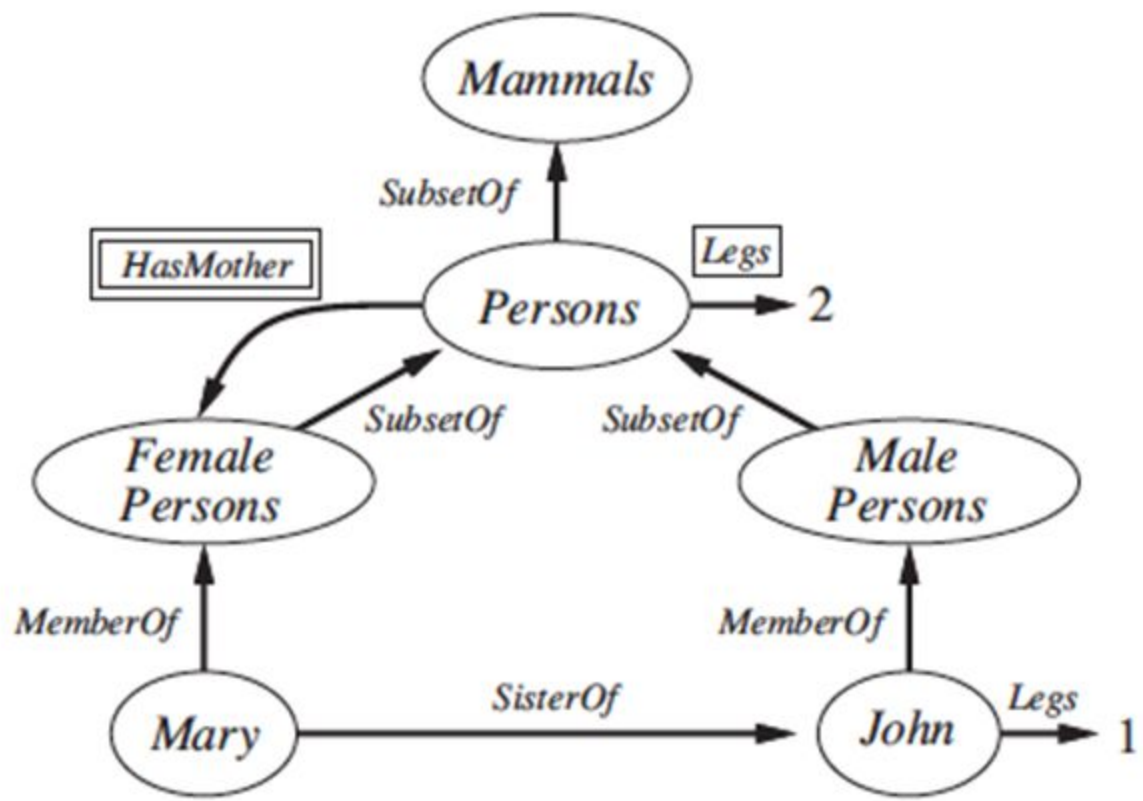 Mammals
SubsetOf
HasMother
Legs
Persons
2
SubsetOf
SubsetOf
Female
Persons
Male
Persons
MemberOf
MemberOf
SisterOf
Legs
Mary
John
1